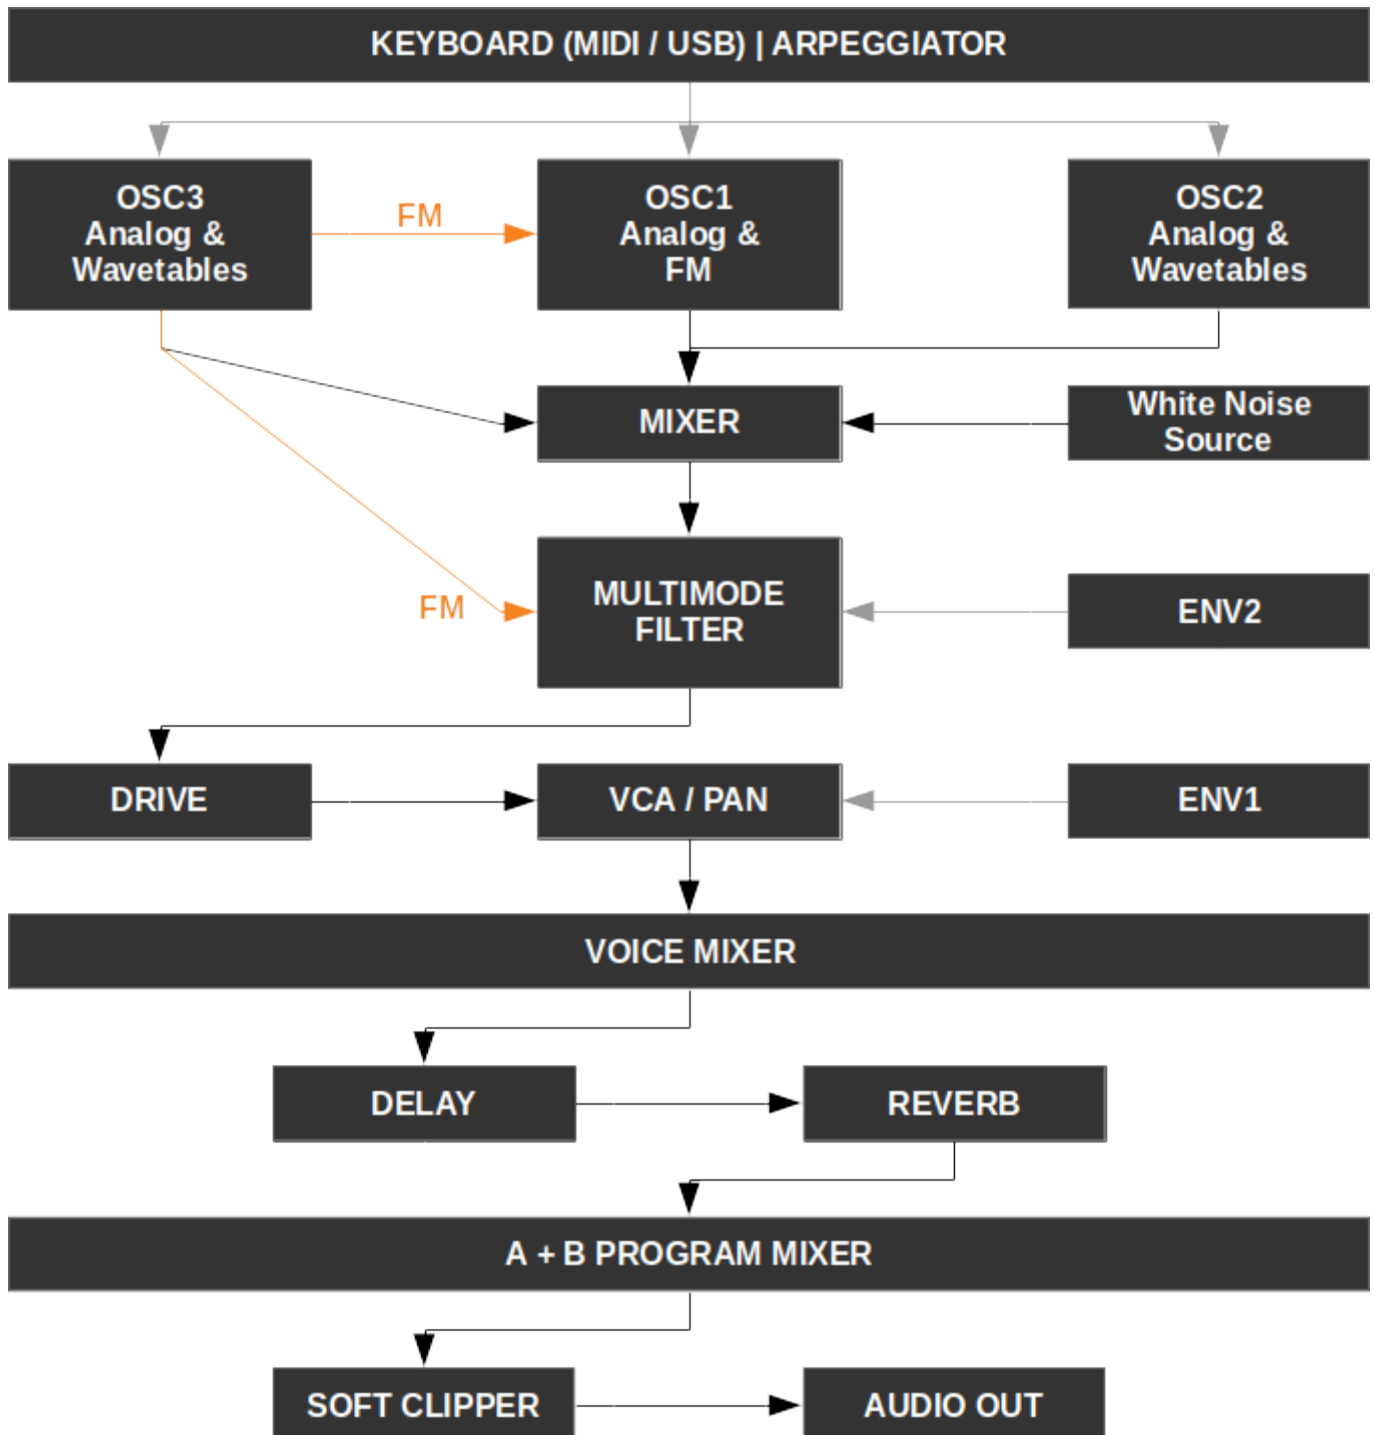 KEYBOARD (MIDI / USB) | ARPEGGIATOR
OSC3
Analog &
Wavetables
FM
OSC1
Analog &
FM
OSC2
Analog &
Wavetables
MIXER
White Noise
Source
FM
MULTIMODE
FILTER
ENV2
DRIVE
VCA / PAN
ENV1
VOICE MIXER
DELAY
REVERB
A + B PROGRAM MIXER
SOFT CLIPPER
AUDIO OUT